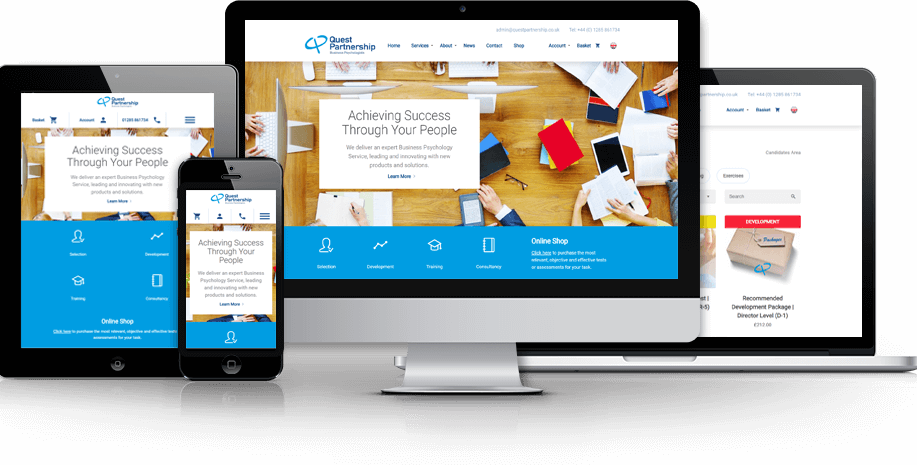 Quest
Partnership
Basket
Account
01285 861734
Achieving Success
Through Your People
We deliver an expert Business Psychology
Service, leading and innovating with new
products and solutions.
Learn More
Selection
Development
Training
Consultancy
Online Shop
Click here to purchase the most relevant, objective and effective tests
or assessments for your task.
Quest
Partnership
Achieving Success
Through Your
People
We deliver an expert Business
Psychology Service, leading
and innovating with new
products and solutions.
Learn More
admin@questpartnership.co.uk Tel: +44 (0) 1285 861734
Quest
Partnership
Business Psychologists
Home Services About News Contact Shop Account Basket
Achieving Success
Through Your People
We deliver an expert Business Psychology
Service, leading and innovating with new
products and solutions.
Learn More
Selection
Development
Training
Consultancy
Online Shop
Click here to purchase the most
relevant, objective and effective tests
or assessments for your task.
partnership.co.uk Tel: +44 (0) 1285 861734
Account Basket
Candidates Area
Exercises
Search
DEVELOPMENT
Packages
Recommended
Development Package |
Director Level (D-1)
£212.00